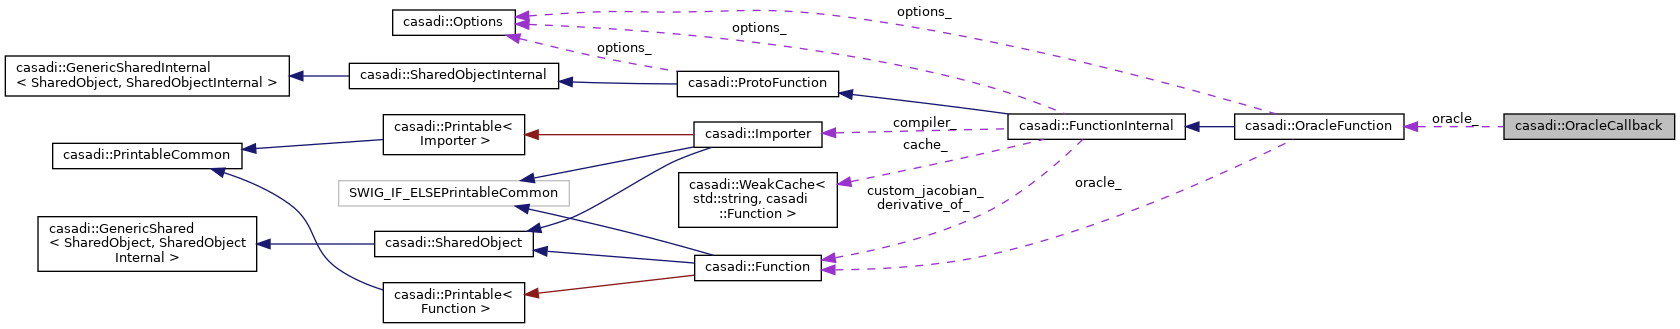 casadi::Options
options_
options_
options_
casadi::GenericSharedInternal
< SharedObject, SharedObjectInternal >
casadi::SharedObjectInternal
casadi::ProtoFunction
casadi::Printable<
Importer >
casadi::Importer
compiler_
casadi::FunctionInternal
casadi::OracleFunction
oracle_
casadi::OracleCallback
casadi::PrintableCommon
cache_
SWIG_IF_ELSEPrintableCommon
casadi::WeakCache<
std::string, casadi
::Function >
custom_jacobian_
derivative_of_
oracle_
casadi::GenericShared
< SharedObject, SharedObject
Internal >
casadi::SharedObject
casadi::Function
casadi::Printable<
Function >